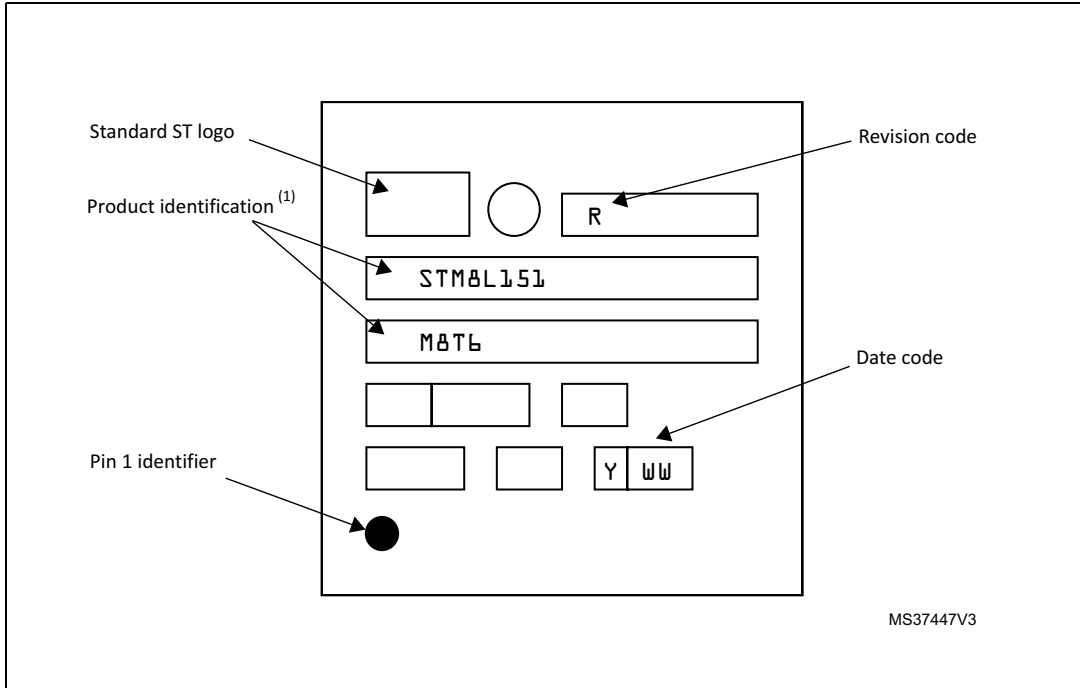 Standard ST logo
Revision code
Product identification (1)
R
STM8L151
M8T6
Date code
Pin 1 identifier
Y WW
MS37447V3